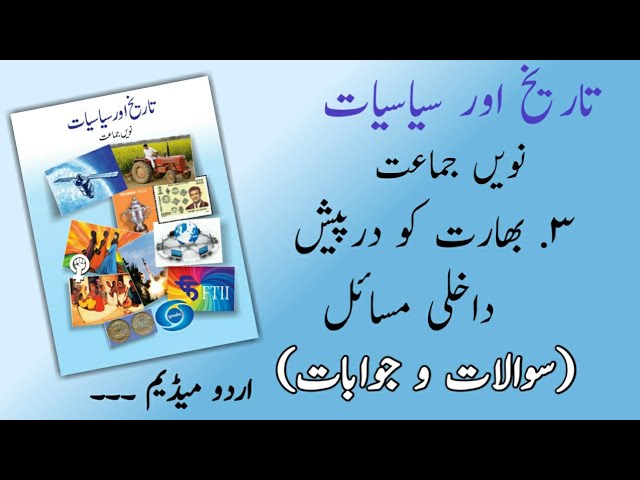 تاریخ اور سیاسیات
نویں جماعت
۳. بھارت کو درپیش
داخلی مسائل
(سوالات و جوابات)
اردو میڈیم ---
تاریخ اور سیاسیات
نویں جماعت
FTII